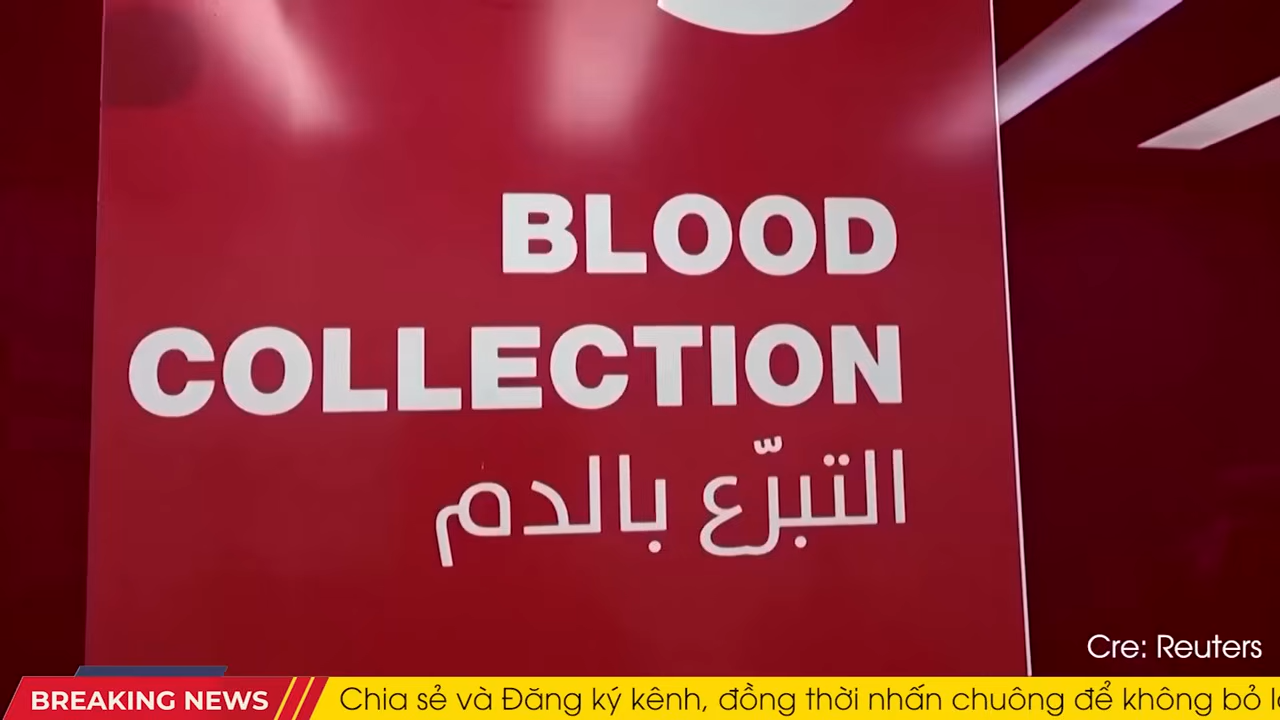 BLOOD
COLLECTION
التبرّع بالدم
Cre: Reuters
BREAKING NEWS
Chia sẻ và Đăng ký kênh, đồng thời nhấn chuông để không bỏ